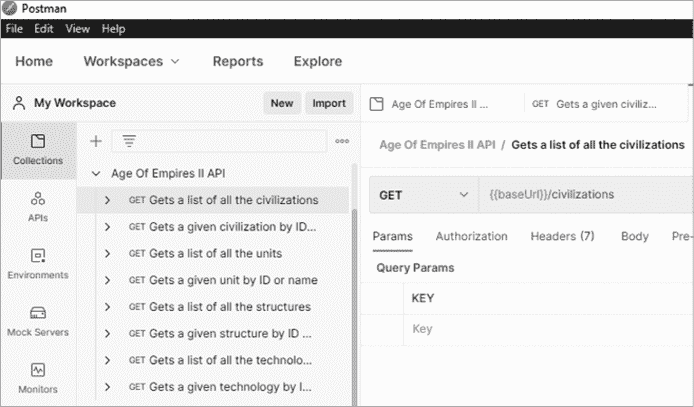 Postman
File Edit View Help
Home Workspaces Reports Explore
My Workspace New Import
Collections
APIs
Environments
Mock Servers
Monitors
Age Of Empires II API
GET Gets a list of all the civilizations
GET Gets a given civilization by ID...
GET Gets a list of all the units
GET Gets a given unit by ID or name
GET Gets a list of all the structures
GET Gets a given structure by ID ...
GET Gets a list of all the technolo...
GET Gets a given technology by I...
Age Of Empires II ... GET Gets a given civiliz...
Age Of Empires II API / Gets a list of all the civilizations
GET {{baseUrl}}/civilizations
Params Authorization Headers (7) Body Pre-
Query Params
KEY
Key